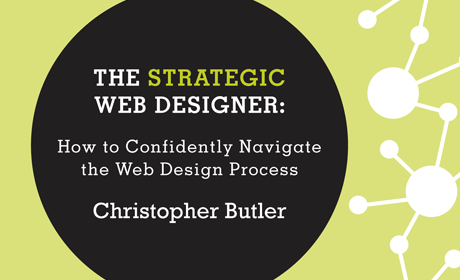 THE STRATEGIC
WEB DESIGNER:
How to Confidently Navigate
the Web Design Process
Christopher Butler